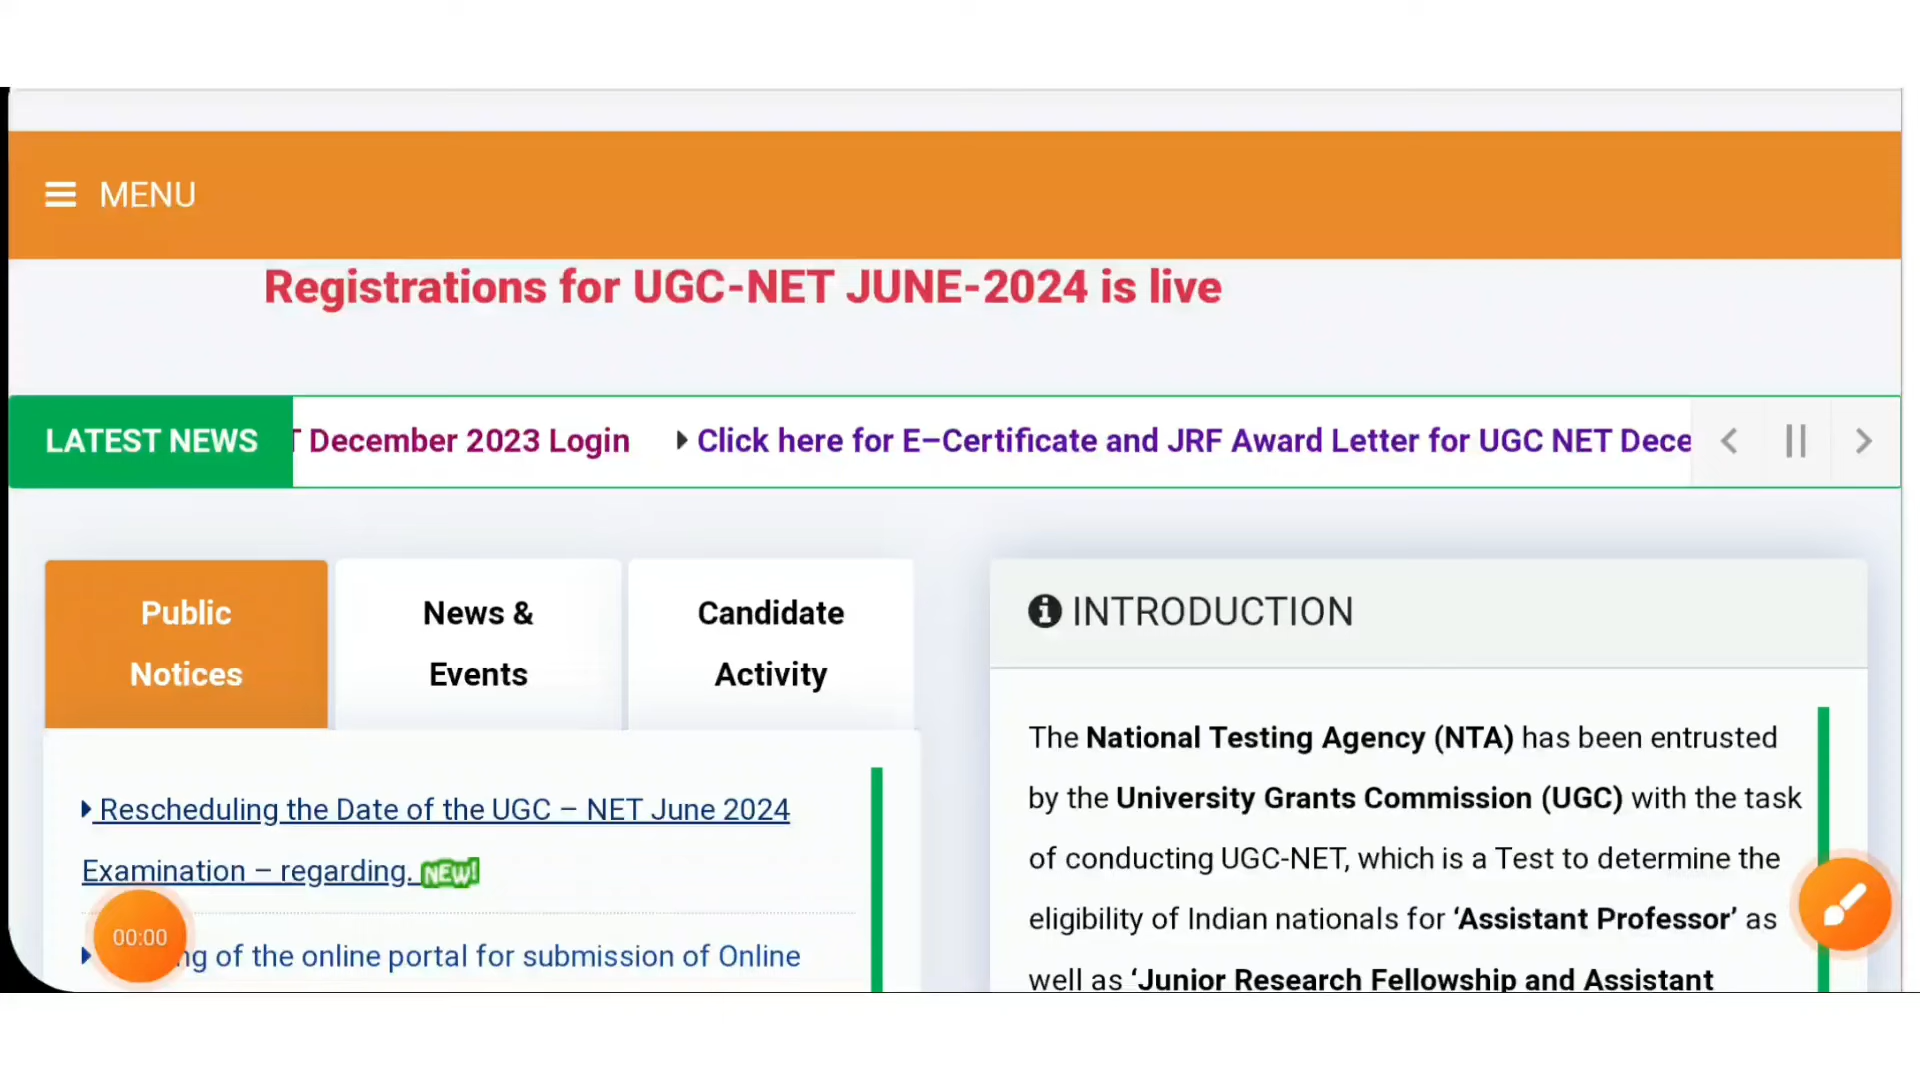 MENU
Registrations for UGC-NET JUNE-2024 is live
LATEST NEWS
December 2023 Login
Click here for E–Certificate and JRF Award Letter for UGC NET Dece
Public
Notices
News &
Events
Candidate
Activity
Rescheduling the Date of the UGC – NET June 2024
Examination – regarding. NEW!
of the online portal for submission of Online
00:00
INTRODUCTION
The National Testing Agency (NTA) has been entrusted
by the University Grants Commission (UGC) with the task
of conducting UGC-NET, which is a Test to determine the
eligibility of Indian nationals for ‘Assistant Professor’ as
well as ‘Junior Research Fellowship and Assistant